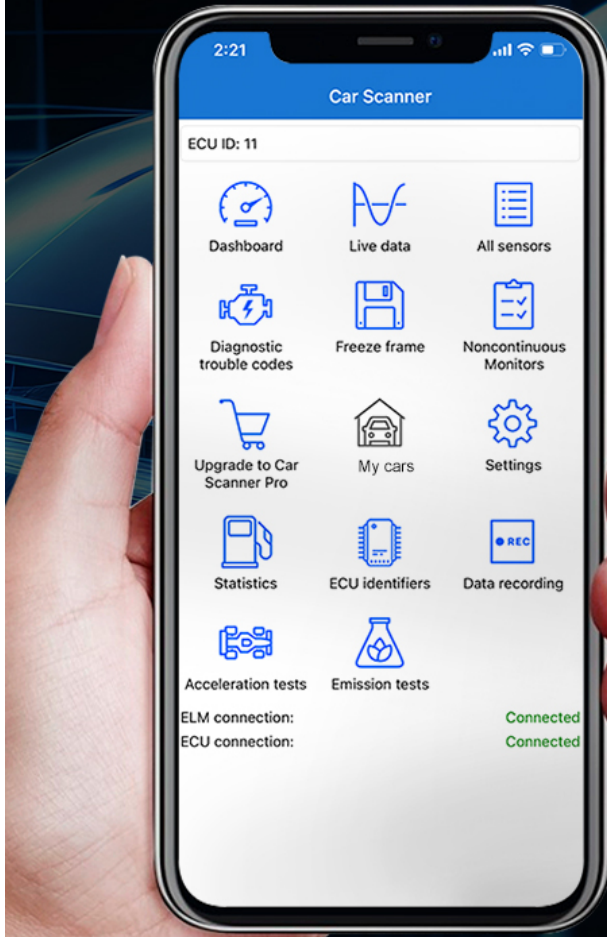 2:21
Car Scanner
ECU ID: 11
Dashboard
Live data
All sensors
Diagnostic
trouble codes
Freeze frame
Noncontinuous
Monitors
Upgrade to Car
Scanner Pro
My cars
Settings
Statistics
ECU identifiers
REC
Data recording
Acceleration tests
Emission tests
ELM connection: Connected
ECU connection: Connected